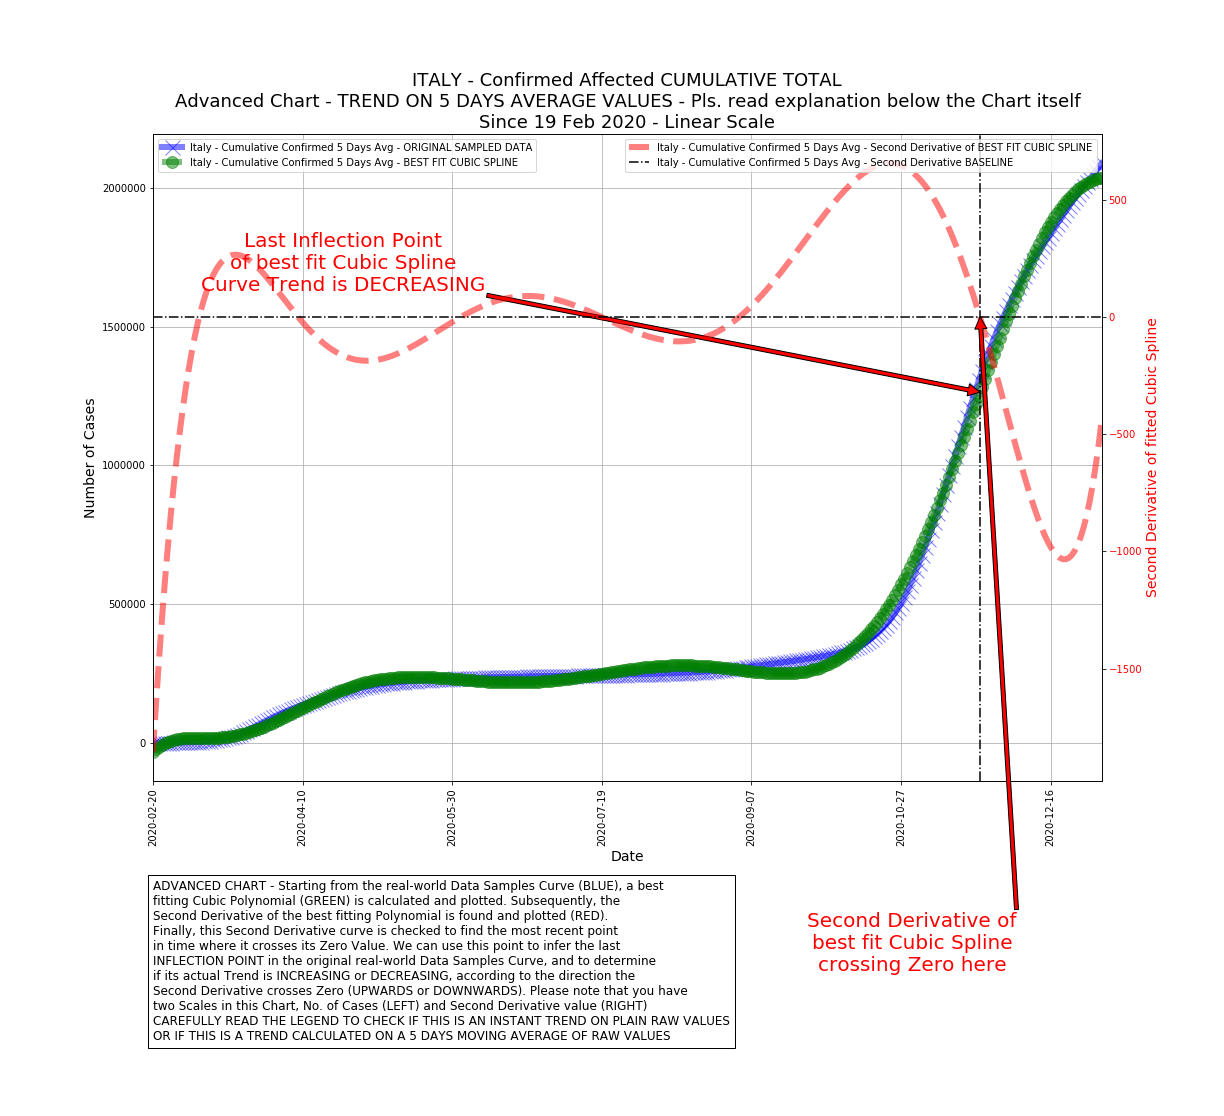 ITALY - Confirmed Affected CUMULATIVE TOTAL
Advanced Chart - TREND ON 5 DAYS AVERAGE VALUES - Pls. read explanation below the Chart itself
Since 19 Feb 2020 - Linear Scale
Italy - Cumulative Confirmed 5 Days Avg - ORIGINAL SAMPLED DATA
Italy - Cumulative Confirmed 5 Days Avg - BEST FIT CUBIC SPLINE
Italy - Cumulative Confirmed 5 Days Avg - Second Derivative of BEST FIT CUBIC SPLINE
Italy - Cumulative Confirmed 5 Days Avg - Second Derivative BASELINE
Last Inflection Point
of best fit Cubic Spline
Curve Trend is DECREASING
Number of Cases
2000000
1500000
1000000
500000
0
500
0
−500
−1000
−1500
Second Derivative of fitted Cubic Spline
2020-02-20
2020-04-10
2020-05-30
2020-07-19
2020-09-07
2020-10-27
2020-12-16
Date
ADVANCED CHART - Starting from the real-world Data Samples Curve (BLUE), a best
fitting Cubic Polynomial (GREEN) is calculated and plotted. Subsequently, the
Second Derivative of the best fitting Polynomial is found and plotted (RED).
Finally, this Second Derivative curve is checked to find the most recent point
in time where it crosses its Zero Value. We can use this point to infer the last
INFLECTION POINT in the original real-world Data Samples Curve, and to determine
if its actual Trend is INCREASING or DECREASING, according to the direction the
Second Derivative crosses Zero (UPWARDS or DOWNWARDS). Please note that you have
two Scales in this Chart, No. of Cases (LEFT) and Second Derivative value (RIGHT)
CAREFULLY READ THE LEGEND TO CHECK IF THIS IS AN INSTANT TREND ON PLAIN RAW VALUES
OR IF THIS IS A TREND CALCULATED ON A 5 DAYS MOVING AVERAGE OF RAW VALUES
Second Derivative of
best fit Cubic Spline
crossing Zero here